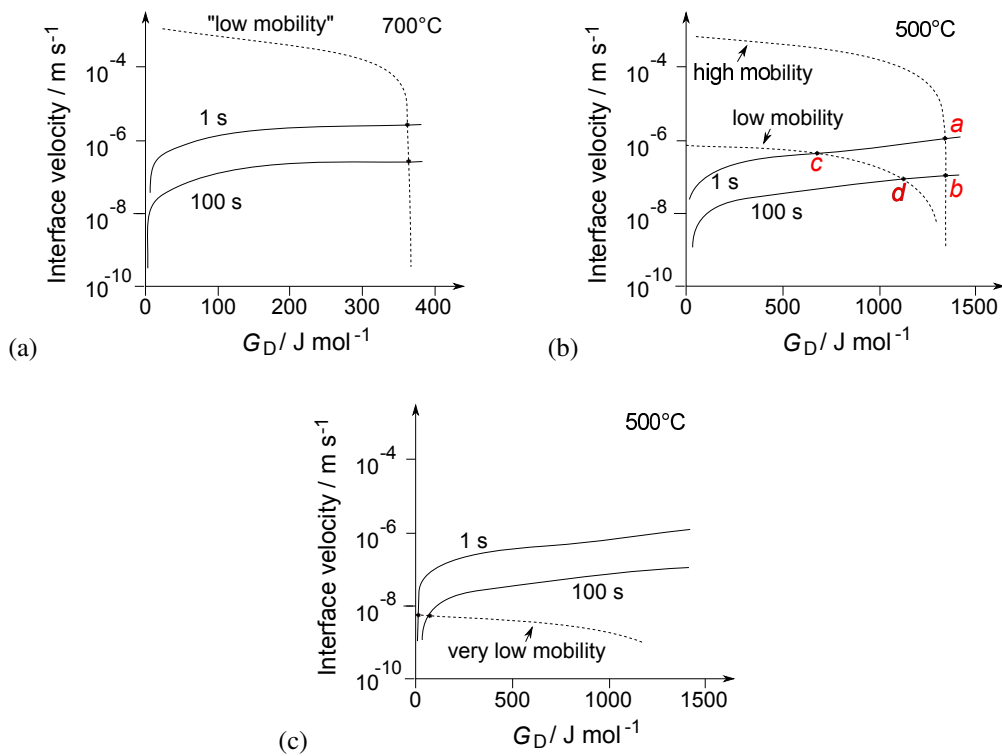 "low mobility"
700°C
Interface velocity / m s-1
10-4
10-6
10-8
10-10
1 s
100 s
0
100
200
300
400
GD / J mol-1
(a)
500°C
Interface velocity / m s-1
10-4
10-6
10-8
10-10
high mobility
low mobility
a
c
1 s
d
b
100 s
0
500
1000
1500
GD / J mol-1
(b)
500°C
Interface velocity / m s-1
10-4
10-6
10-8
10-10
1 s
100 s
very low mobility
0
500
1000
1500
GD / J mol-1
(c)